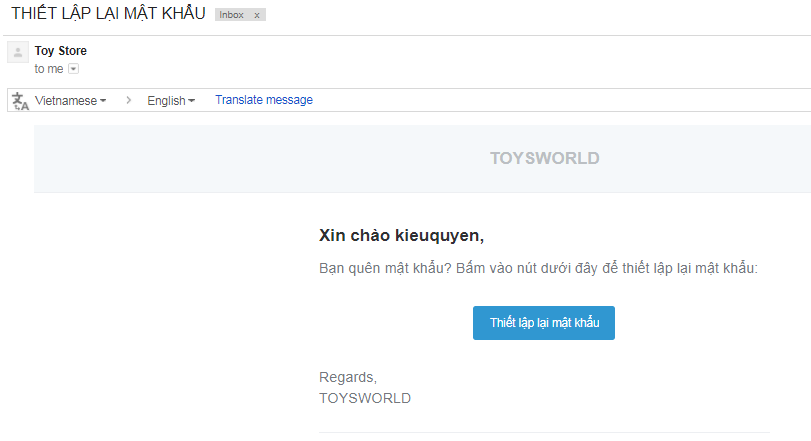 THIẾT LẬP LẠI MẬT KHẨU Inbox x
Toy Store
to me
Vietnamese > English Translate message
TOYSWORLD
Xin chào kieuquyen,
Bạn quên mật khẩu? Bấm vào nút dưới đây để thiết lập lại mật khẩu:
Thiết lập lại mật khẩu
Regards,
TOYSWORLD